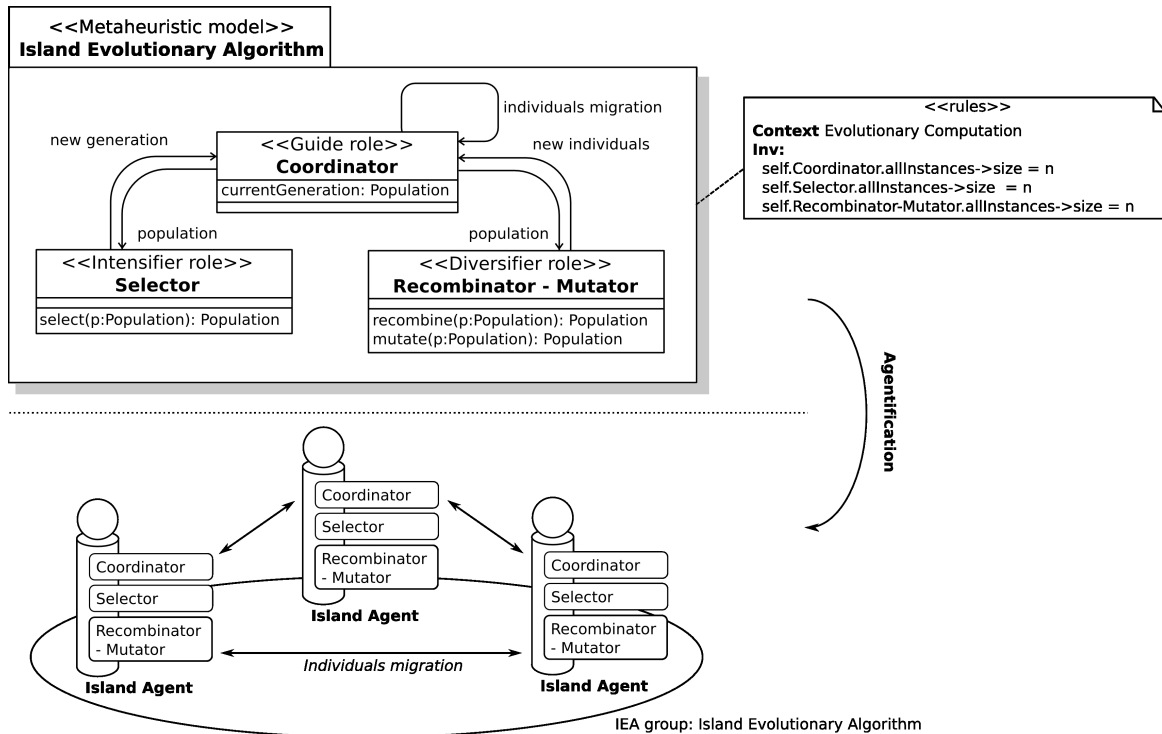 <<Metaheuristic model>>
Island Evolutionary Algorithm
individuals migration
new generation
<<Guide role>>
Coordinator
currentGeneration: Population
new individuals
population
population
<<Intensifier role>>
Selector
select(p:Population): Population
<<Diversifier role>>
Recombinator - Mutator
recombine(p:Population): Population
mutate(p:Population): Population
<<rules>>
Context Evolutionary Computation
Inv:
self.Coordinator.allInstances->size = n
self.Selector.allInstances->size  = n
self.Recombinator-Mutator.allInstances->size = n
Agentification
Coordinator
Selector
Recombinator
- Mutator
Island Agent
Coordinator
Selector
Recombinator
- Mutator
Island Agent
Coordinator
Selector
Recombinator
- Mutator
Island Agent
Individuals migration
IEA group: Island Evolutionary Algorithm